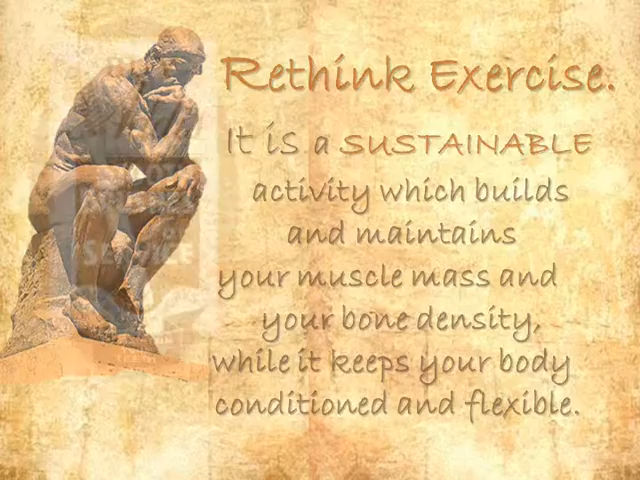 Rethink Exercise.
It is a SUSTAINABLE
activity which builds
and maintains
your muscle mass and
your bone density,
while it keeps your body
conditioned and flexible.